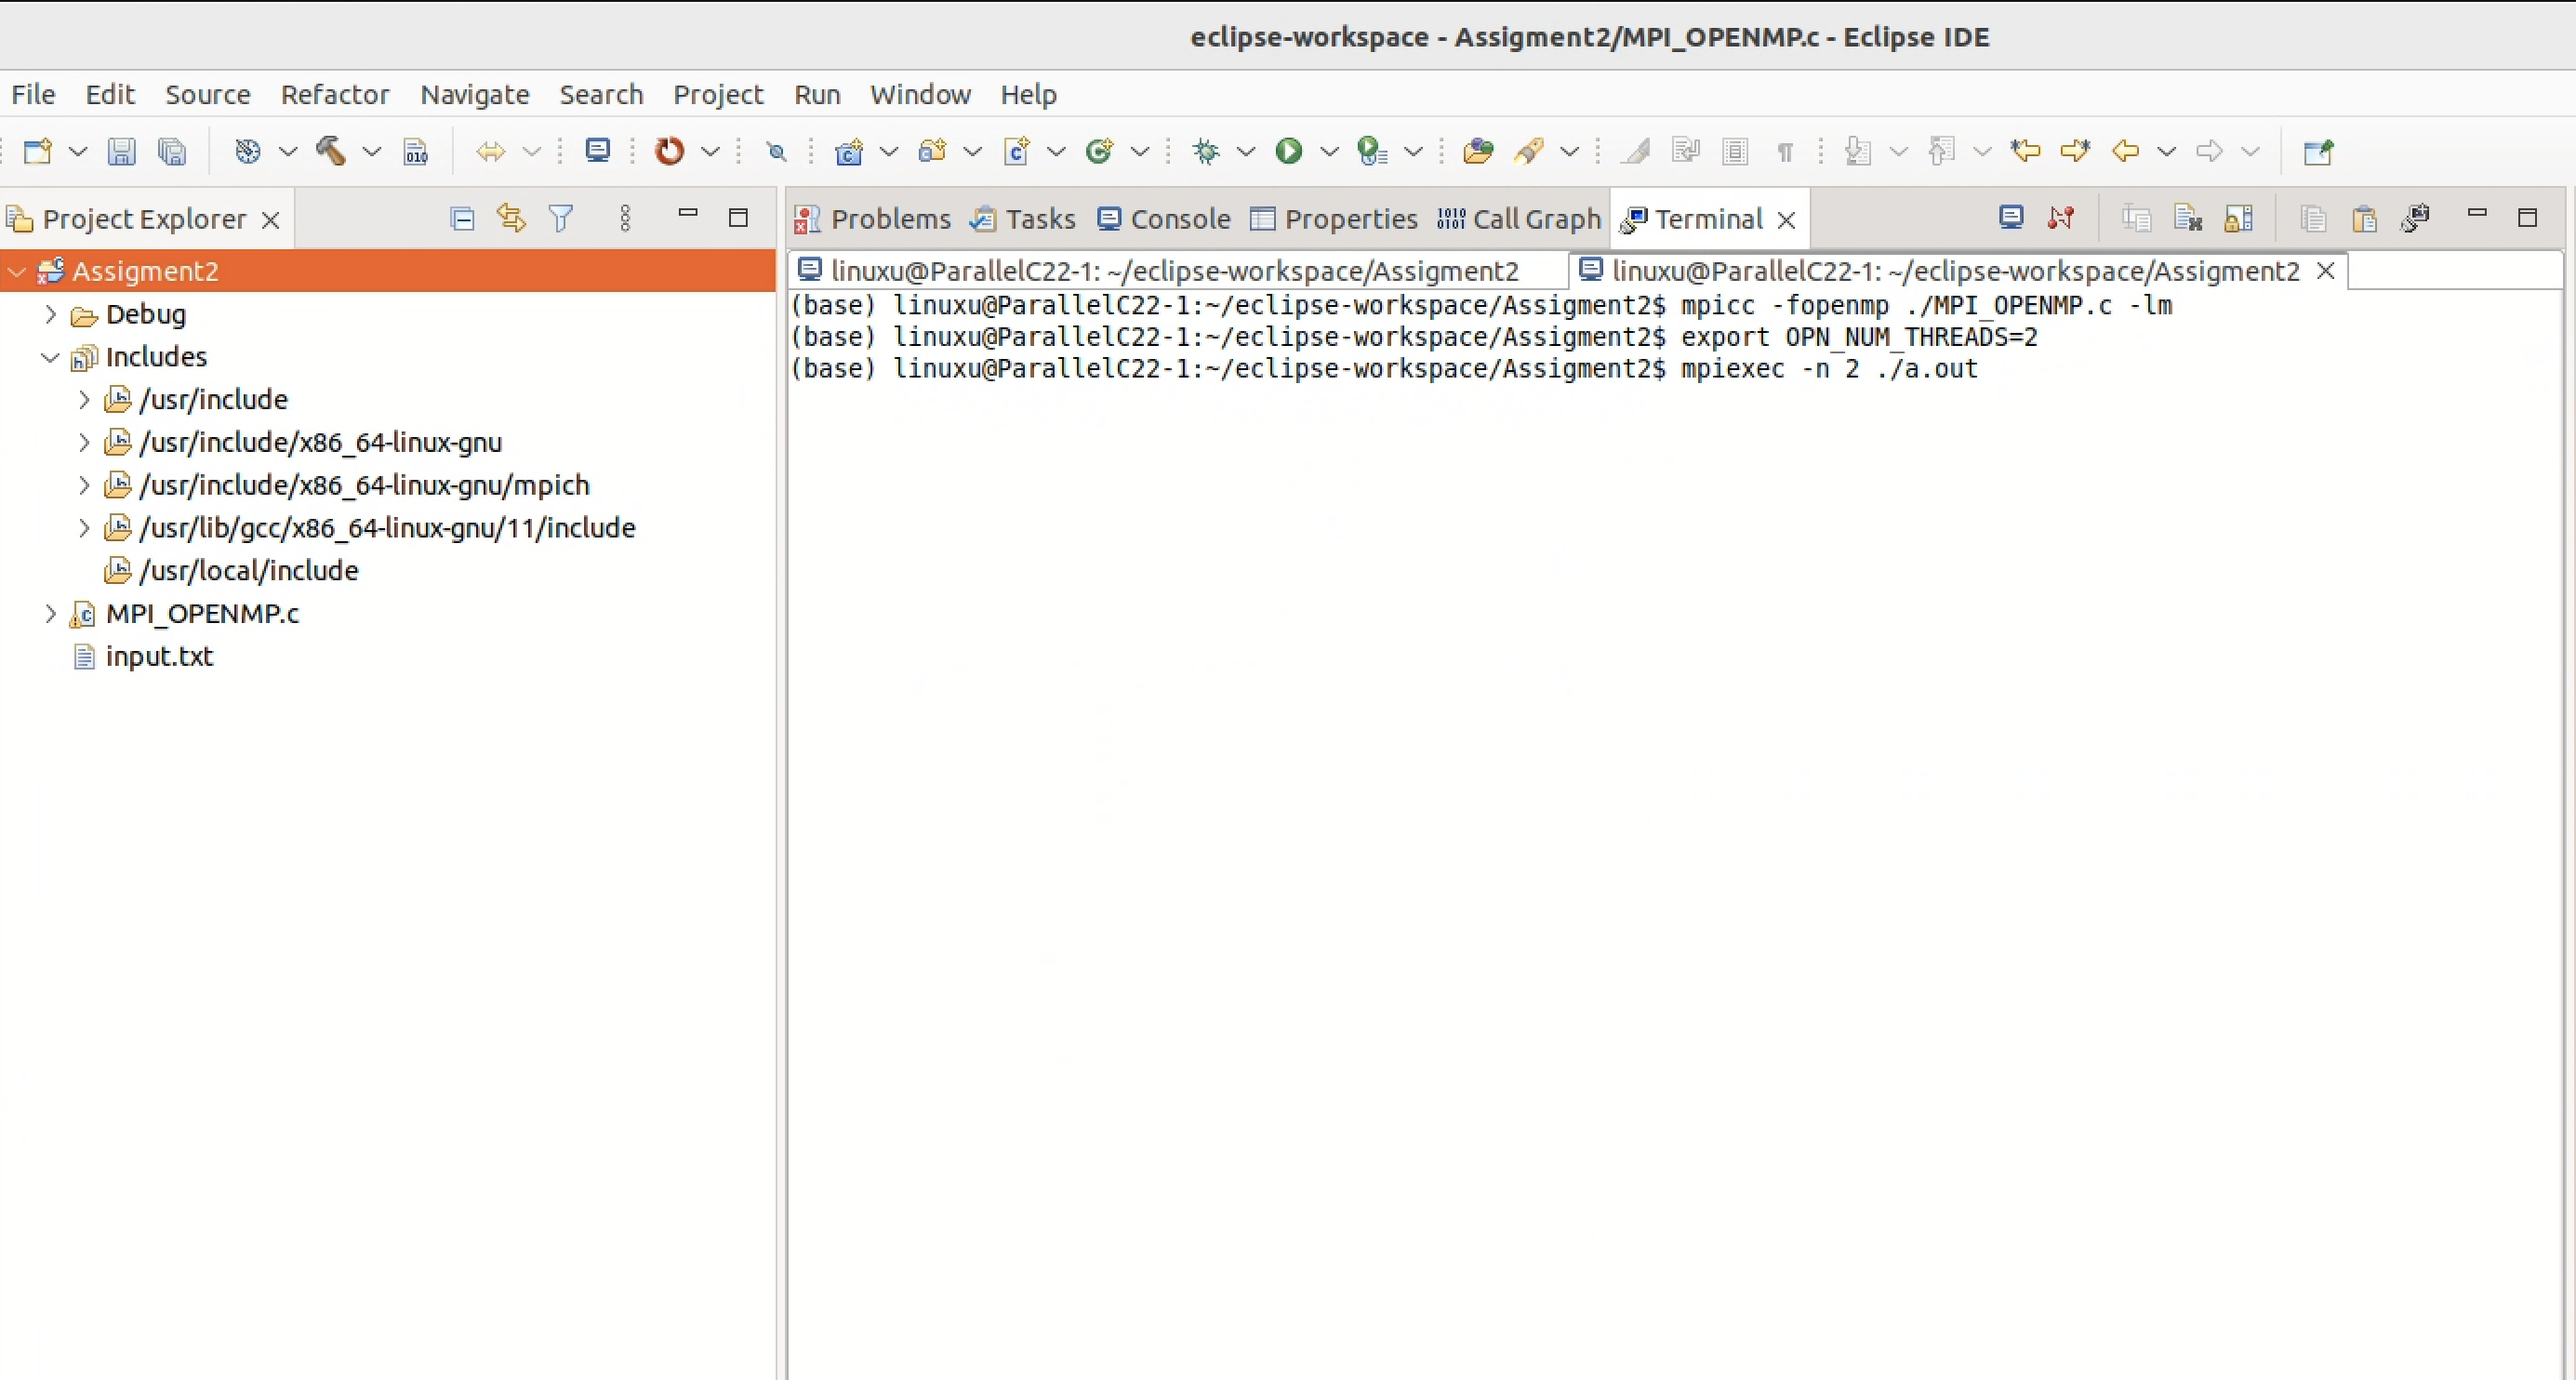 eclipse-workspace - Assigment2/MPI_OPENMP.c - Eclipse IDE
File Edit Source Refactor Navigate Search Project Run Window Help
Project Explorer
Assigment2
Debug
Includes
/usr/include
/usr/include/x86_64-linux-gnu
/usr/include/x86_64-linux-gnu/mpich
/usr/lib/gcc/x86_64-linux-gnu/11/include
/usr/local/include
MPI_OPENMP.c
input.txt
Problems Tasks Console Properties Call Graph Terminal
linuxu@ParallelC22-1: ~/eclipse-workspace/Assigment2 linuxu@ParallelC22-1: ~/eclipse-workspace/Assigment2
(base) linuxu@ParallelC22-1:~/eclipse-workspace/Assigment2$ mpicc -fopenmp ./MPI_OPENMP.c -lm
(base) linuxu@ParallelC22-1:~/eclipse-workspace/Assigment2$ export OPN_NUM_THREADS=2
(base) linuxu@ParallelC22-1:~/eclipse-workspace/Assigment2$ mpiexec -n 2 ./a.out